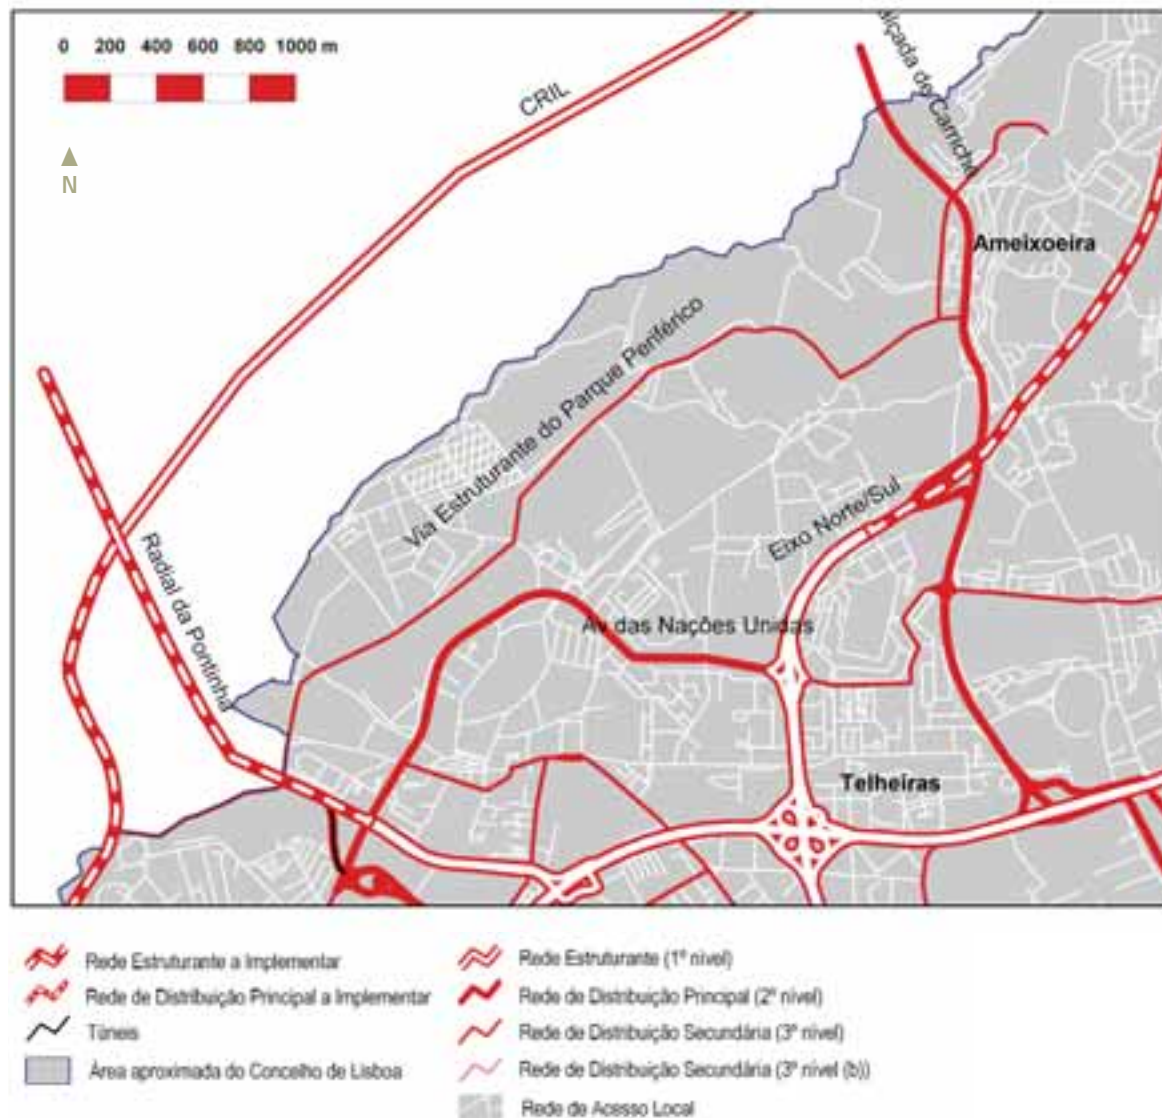 0 200 400 600 800 1000 m
N
CRIL
Calçada de Carriche
Ameixoeira
Via Estruturante do Parque Periférico
Eixo Norte/Sul
Radial da Pontinha
Av das Nações Unidas
Telheiras
Rede Estruturante a Implementar
Rede de Distribuição Principal a Implementar
Túneis
Área aproximada do Concelho de Lisboa
Rede Estruturante (1º nível)
Rede de Distribuição Principal (2º nível)
Rede de Distribuição Secundária (3º nível)
Rede de Distribuição Secundária (3º nível (b))
Rede de Acesso Local